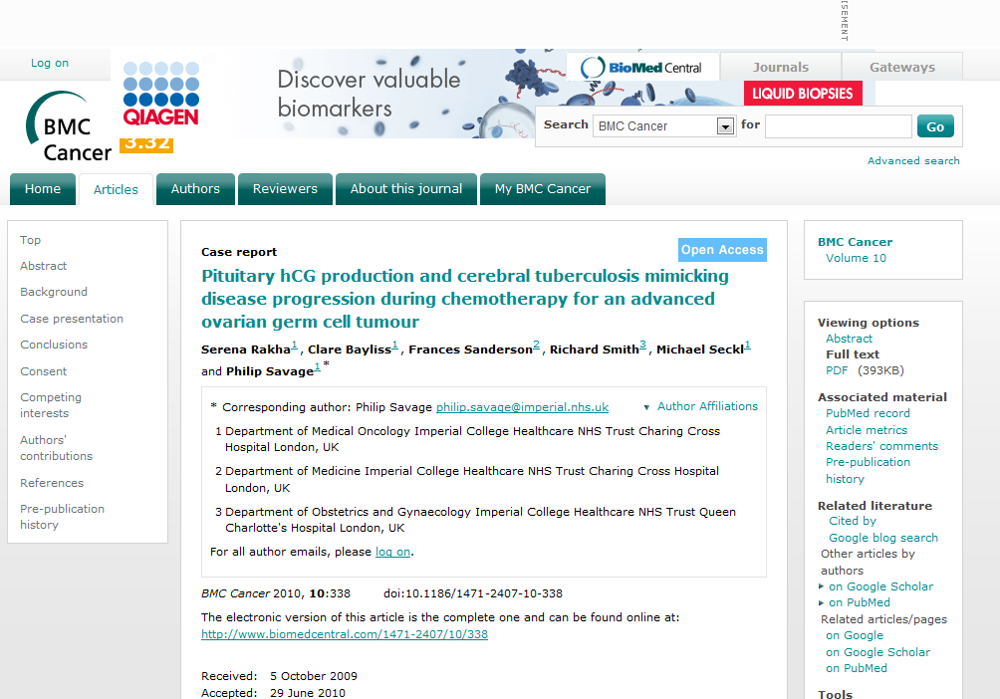 ISEMENT
Log on
QIAGEN
Discover valuable
biomarkers
BioMed Central
Journals
Gateways
LIQUID BIOPSIES
BMC
Cancer
3.32
Search BMC Cancer for Go
Advanced search
Home Articles Authors Reviewers About this journal My BMC Cancer
Top
Abstract
Background
Case presentation
Conclusions
Consent
Competing
interests
Authors'
contributions
References
Pre-publication
history
Case report
Open Access
Pituitary hCG production and cerebral tuberculosis mimicking
disease progression during chemotherapy for an advanced
ovarian germ cell tumour
Serena Rakha1, Clare Bayliss1, Frances Sanderson2, Richard Smith3, Michael Seckl1
and Philip Savage1*
* Corresponding author: Philip Savage philip.savage@imperial.nhs.uk ▼ Author Affiliations
1 Department of Medical Oncology Imperial College Healthcare NHS Trust Charing Cross
Hospital London, UK
2 Department of Medicine Imperial College Healthcare NHS Trust Charing Cross Hospital
London, UK
3 Department of Obstetrics and Gynaecology Imperial College Healthcare NHS Trust Queen
Charlotte's Hospital London, UK
For all author emails, please log on.
BMC Cancer 2010, 10:338 doi:10.1186/1471-2407-10-338
The electronic version of this article is the complete one and can be found online at:
http://www.biomedcentral.com/1471-2407/10/338
Received: 5 October 2009
Accepted: 29 June 2010
BMC Cancer
Volume 10
Viewing options
Abstract
Full text
PDF (393KB)
Associated material
PubMed record
Article metrics
Readers' comments
Pre-publication
history
Related literature
Cited by
Google blog search
Other articles by
authors
on Google Scholar
on PubMed
Related articles/pages
on Google
on Google Scholar
on PubMed
Tools